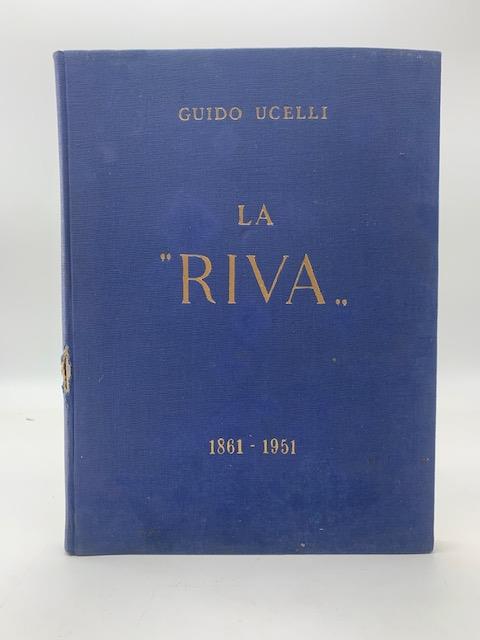 GUIDO UCELLI
LA
"RIVA„
1861 - 1951